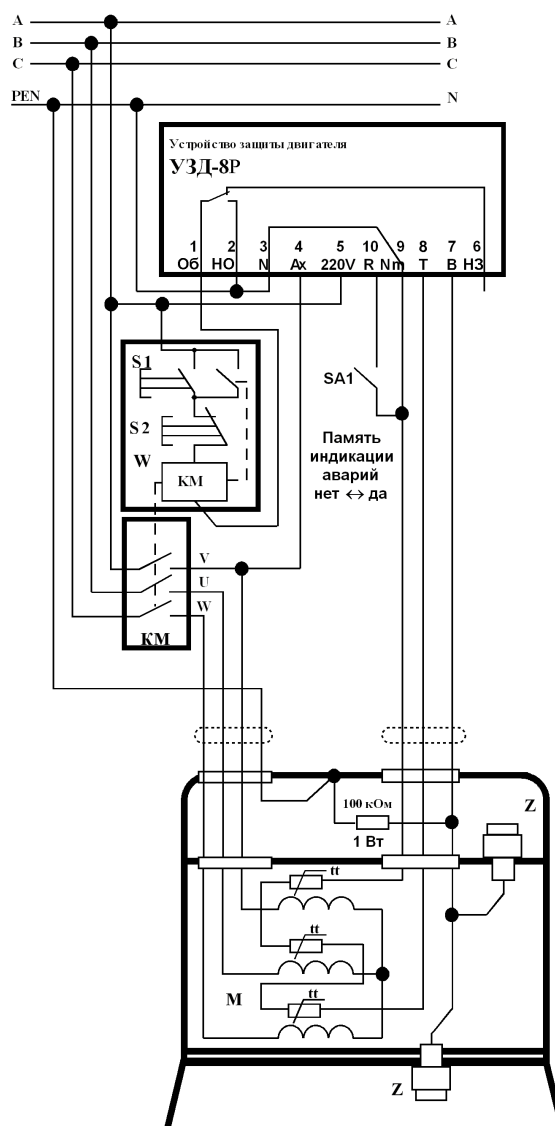 A A
B B
C C
PEN N
Устройство защиты двигателя
УЗД-8Р
1 2 3 4 5 10 9 8 7 6
Об НО N Ax 220V R Nm T B НЗ
S1
SA1
S2
Память
индикации
аварий
нет ↔ да
W
КМ
V
U
W
КМ
100 кОм
Z
1 Вт
tt
tt
tt
М
Z